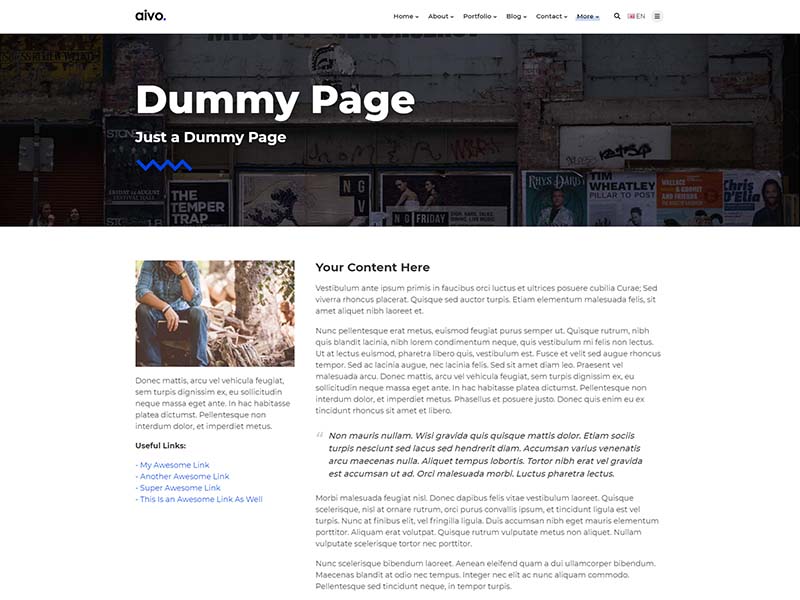 aivo.
Home About Portfolio Blog Contact More EN
Dummy Page
Just a Dummy Page
FRIDAY 24 AUGUST
FESTIVAL HALL
THE
TEMPER
TRAP
N G
V
N G FRIDAY
RHYS DARBY
TIM
WHEATLEY
PILLAR TO POST
WALLACE
& GROMIT
AND FRIENDS
Chris
D'Elia
Your Content Here
Vestibulum ante ipsum primis in faucibus orci luctus et ultrices posuere cubilia Curae; Sed
viverra rhoncus placerat. Quisque sed auctor turpis. Etiam elementum malesuada felis, sit
amet aliquet nibh laoreet et.
Nunc pellentesque erat metus, euismod feugiat purus semper ut. Quisque rutrum, nibh
quis blandit lacinia, nibh lorem condimentum neque, quis vestibulum mi felis non lectus.
Ut at lectus euismod, pharetra libero quis, vestibulum est. Fusce et velit sed augue rhoncus
tempor. Sed ac lacinia augue, nec lacinia felis. Sed sit amet diam leo. Praesent vel
malesuada arcu. Donec mattis, arcu vel vehicula feugiat, sem turpis dignissim ex, eu
sollicitudin neque massa eget ante. In hac habitasse platea dictumst. Pellentesque non
interdum dolor, et imperdiet metus. Phasellus et posuere justo. Donec quis enim eu ex
tincidunt rhoncus sit amet et libero.
“ Non mauris nullam. Wisi gravida quis quisque mattis dolor. Etiam sociis
turpis nesciunt sed lacus sed hendrerit diam. Accumsan varius venenatis
arcu maecenas nulla. Aliquet tempus lobortis. Tortor nibh erat vel gravida
est accumsan ut ad. Orci malesuada morbi. Luctus pharetra lectus.
Morbi malesuada feugiat nisl. Donec dapibus felis vitae vestibulum laoreet. Quisque
scelerisque, nisl at ornare rutrum, orci purus convallis ipsum, et tincidunt ligula est vel
turpis. Nunc at finibus elit, vel fringilla ligula. Duis accumsan nibh eget mauris elementum
porttitor. Aliquam erat volutpat. Quisque rutrum vulputate metus non aliquet. Nullam
vulputate scelerisque tortor nec porttitor.
Nunc scelerisque bibendum laoreet. Aenean eleifend quam a dui ullamcorper bibendum.
Maecenas blandit at odio nec tempus. Integer nec elit ac nunc aliquam commodo.
Pellentesque sed tincidunt neque, in tempor turpis.
Donec mattis, arcu vel vehicula feugiat,
sem turpis dignissim ex, eu sollicitudin
neque massa eget ante. In hac habitasse
platea dictumst. Pellentesque non
interdum dolor, et imperdiet metus.
Useful Links:
- My Awesome Link
- Another Awesome Link
- Super Awesome Link
- This Is an Awesome Link As Well